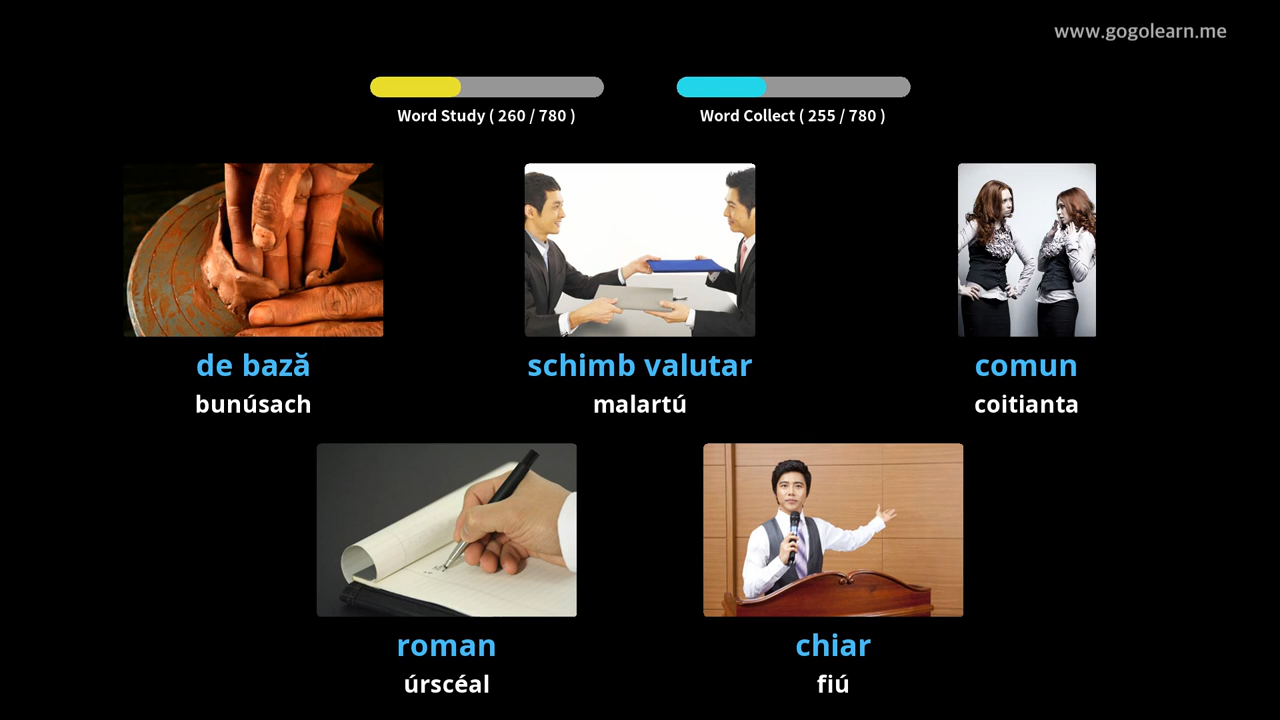 www.gogolearn.me
Word Study ( 260 / 780 )
Word Collect ( 255 / 780 )
de bază
bunúsach
schimb valutar
malartú
comun
coitianta
roman
úrscéal
chiar
fiú